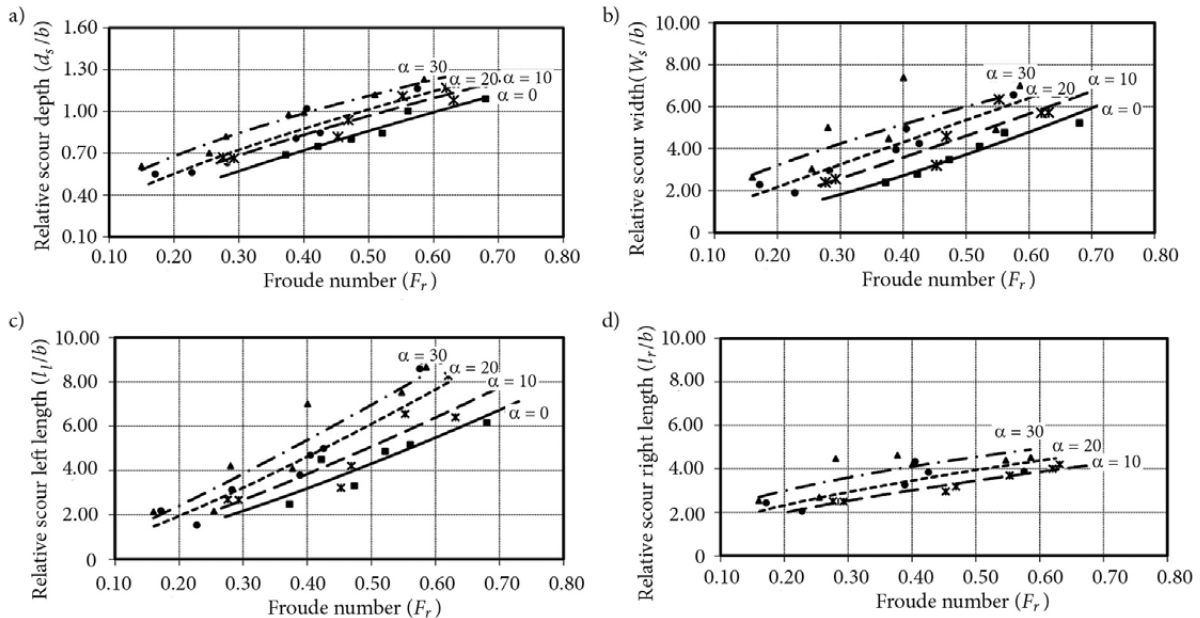 a)
Relative scour depth (ds/b)
1.60
1.30
1.00
0.70
0.40
0.10
α = 30
α = 20
α = 10
α = 0
0.10 0.20 0.30 0.40 0.50 0.60 0.70 0.80
Froude number (Fr)
b)
Relative scour width(Ws/b)
10.00
8.00
6.00
4.00
2.00
0
α = 30
α = 10
α = 20
α = 0
0.10 0.20 0.30 0.40 0.50 0.60 0.70 0.80
Froude number (Fr)
c)
Relative scour left length (ll/b)
10.00
8.00
6.00
4.00
2.00
0
α = 30
α = 20
α = 10
α = 0
0.10 0.20 0.30 0.40 0.50 0.60 0.70 0.80
Froude number (Fr)
d)
Relative scour right length (lr/b)
10.00
8.00
6.00
4.00
2.00
0
α = 30
α = 20
α = 10
0.10 0.20 0.30 0.40 0.50 0.60 0.70 0.80
Froude number (Fr)